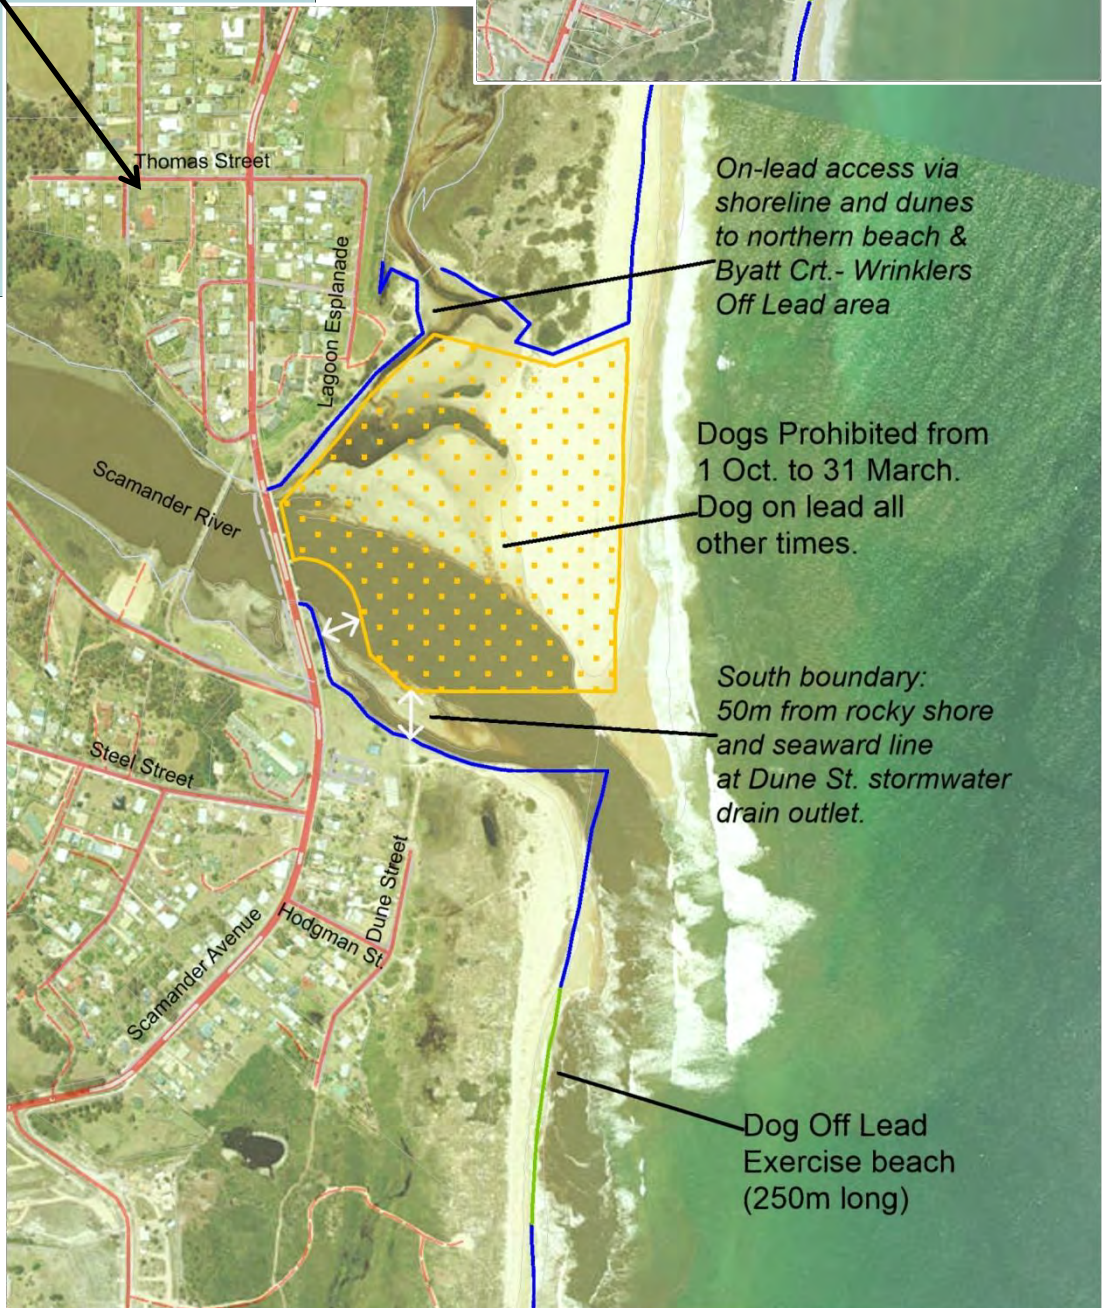 Thomas Street
On-lead access via
shoreline and dunes
to northern beach &
Byatt Crt.- Wrinklers
Off Lead area
Lagoon Esplanade
Dogs Prohibited from
1 Oct. to 31 March.
Dog on lead all
other times.
Scamander River
South boundary:
50m from rocky shore
and seaward line
at Dune St. stormwater
drain outlet.
Steel Street
Dune Street
Hodgman St.
Scamander Avenue
Dog Off Lead
Exercise beach
(250m long)